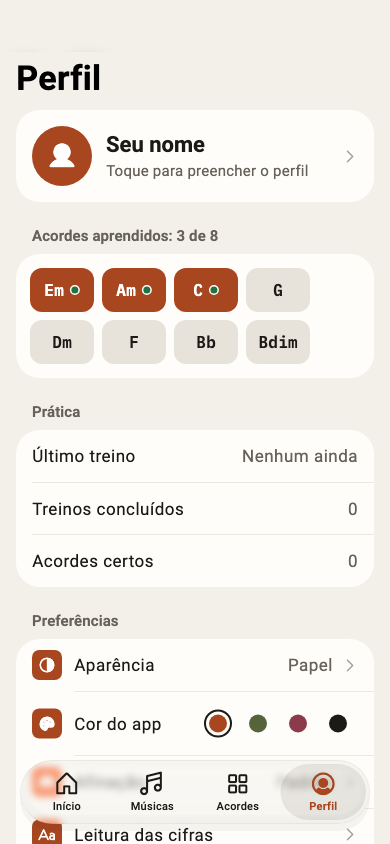 Perfil
Seu nome
Toque para preencher o perfil
Acordes aprendidos: 3 de 8
Em
Am
C
G
Dm
F
Bb
Bdim
Prática
Último treino Nenhum ainda
Treinos concluídos 0
Acordes certos 0
Preferências
Aparência Papel
Cor do app
Início
Músicas
Acordes
Perfil
Aa Leitura das cifras